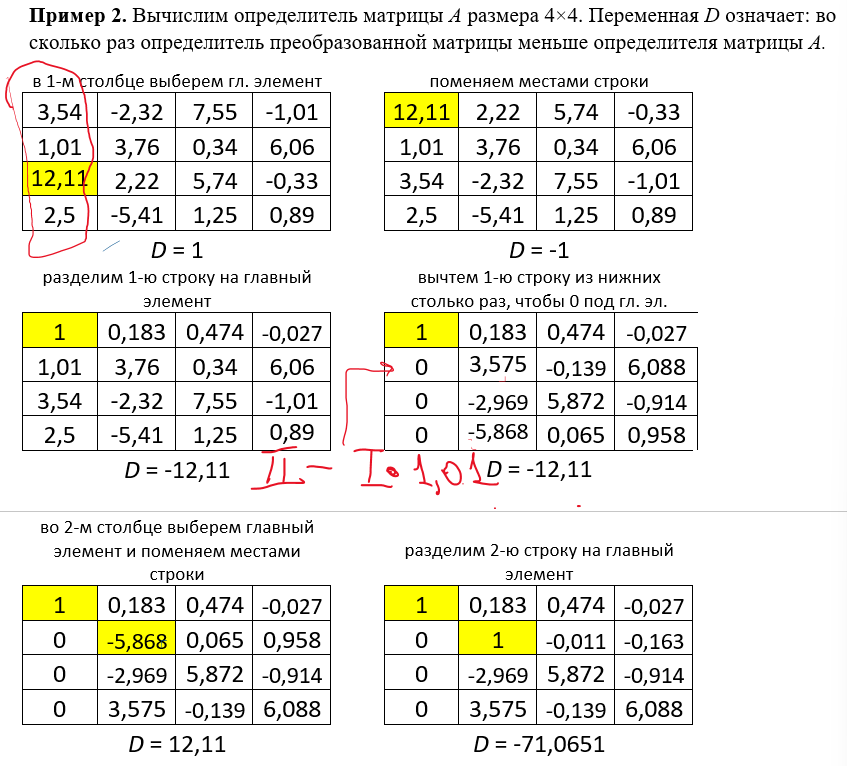 Пример 2. Вычислим определитель матрицы A размера 4×4. Переменная D означает: во
сколько раз определитель преобразованной матрицы меньше определителя матрицы A.
в 1-м столбце выберем гл. элемент
3,54 -2,32 7,55 -1,01
1,01 3,76 0,34 6,06
12,11 2,22 5,74 -0,33
2,5 -5,41 1,25 0,89
D = 1
поменяем местами строки
12,11 2,22 5,74 -0,33
1,01 3,76 0,34 6,06
3,54 -2,32 7,55 -1,01
2,5 -5,41 1,25 0,89
D = -1
разделим 1-ю строку на главный
элемент
1 0,183 0,474 -0,027
1,01 3,76 0,34 6,06
3,54 -2,32 7,55 -1,01
2,5 -5,41 1,25 0,89
D = -12,11
вычтем 1-ю строку из нижних
столько раз, чтобы 0 под гл. эл.
1 0,183 0,474 -0,027
0 3,575 -0,139 6,088
0 -2,969 5,872 -0,914
0 -5,868 0,065 0,958
D = -12,11
II - I • 1,01
во 2-м столбце выберем главный
элемент и поменяем местами
строки
1 0,183 0,474 -0,027
0 -5,868 0,065 0,958
0 -2,969 5,872 -0,914
0 3,575 -0,139 6,088
D = 12,11
разделим 2-ю строку на главный
элемент
1 0,183 0,474 -0,027
0 1 -0,011 -0,163
0 -2,969 5,872 -0,914
0 3,575 -0,139 6,088
D = -71,0651